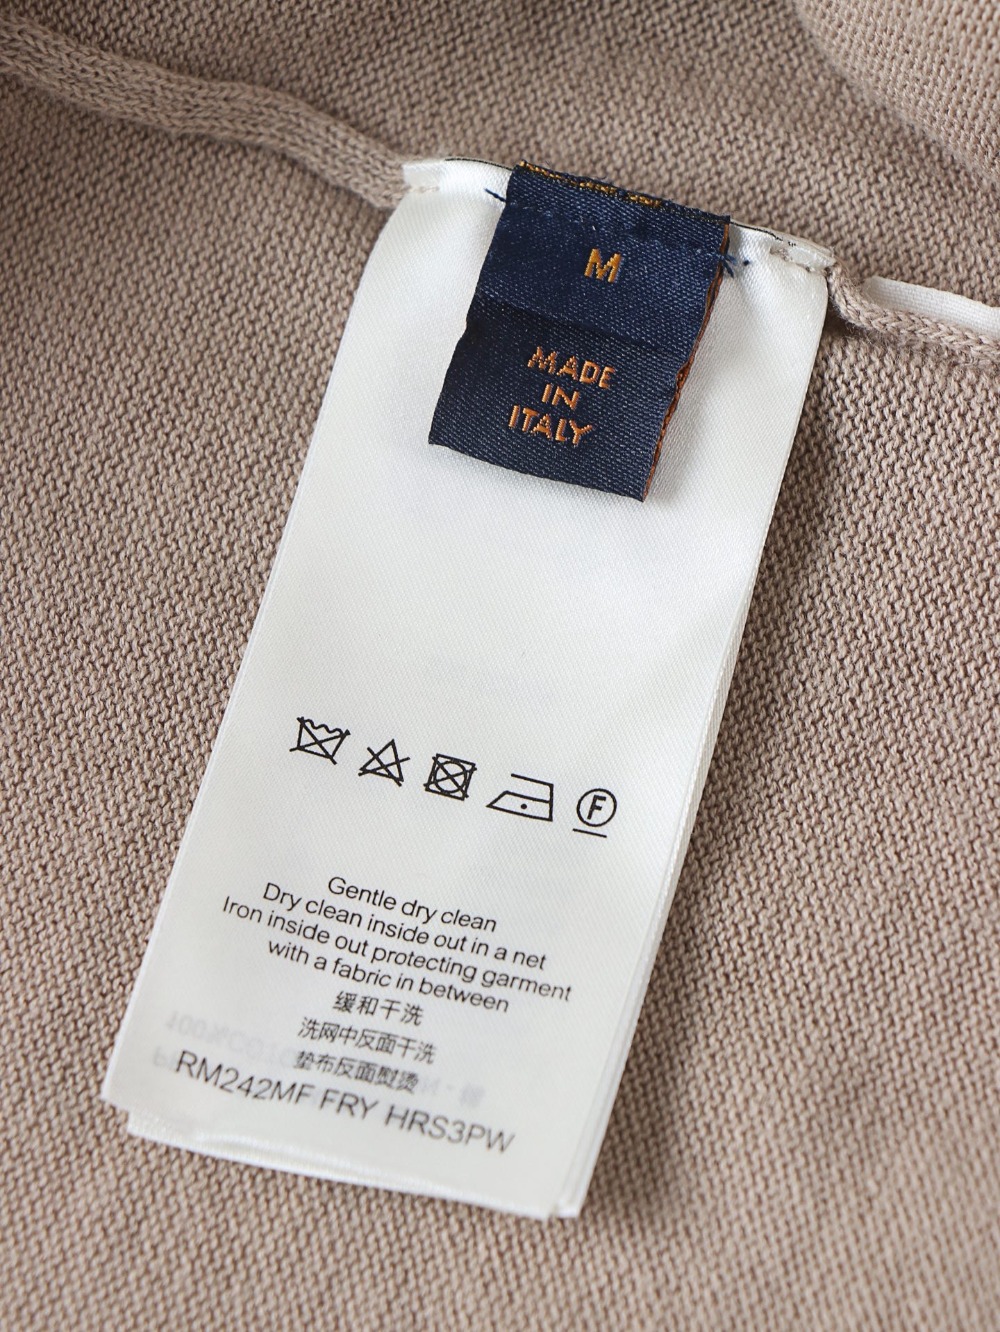 M
MADE
IN
ITALY
F
Gentle dry clean
Dry clean inside out in a net
Iron inside out protecting garment
with a fabric in between
缓和干洗
洗网中反面干洗
垫布反面熨烫
RM242MF FRY HRS3PW